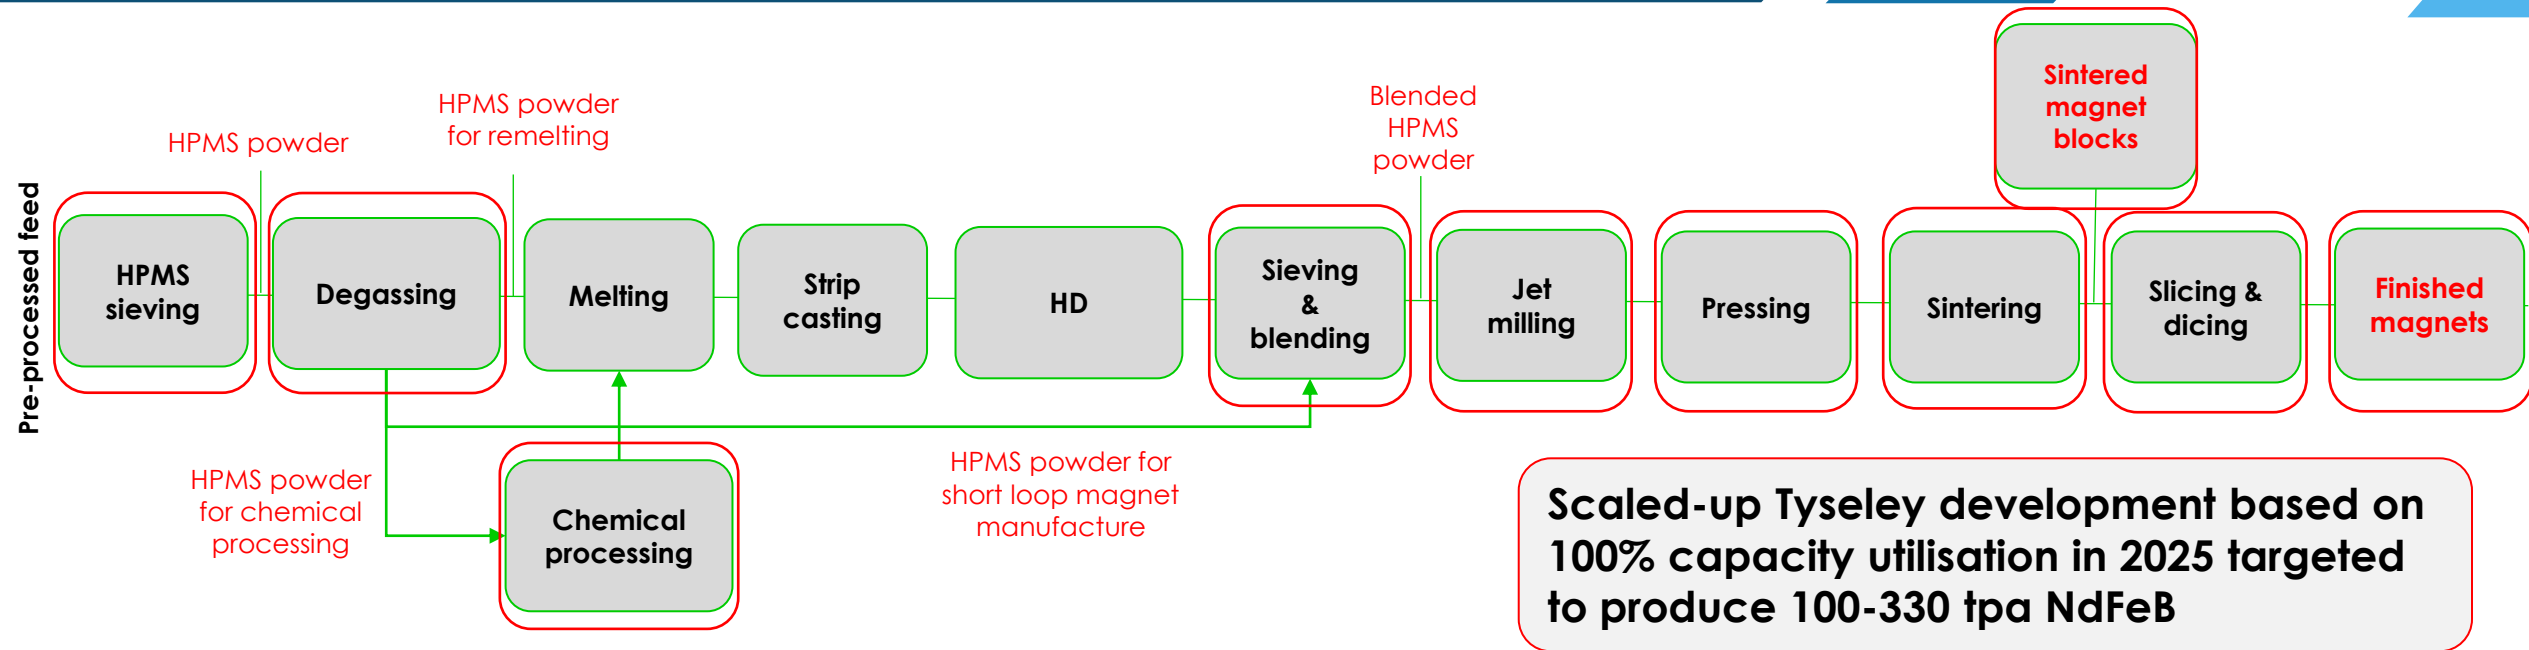 Pre-processed feed
HPMS
sieving
HPMS powder
Degassing
HPMS powder
for remelting
Melting
Strip
casting
HD
Sieving
&
blending
Blended
HPMS
powder
Jet
milling
Pressing
Sintering
Sintered
magnet
blocks
Slicing &
dicing
Finished
magnets
HPMS powder
for chemical
processing
Chemical
processing
HPMS powder for
short loop magnet
manufacture
Scaled-up Tyseley development based on
100% capacity utilisation in 2025 targeted
to produce 100-330 tpa NdFeB